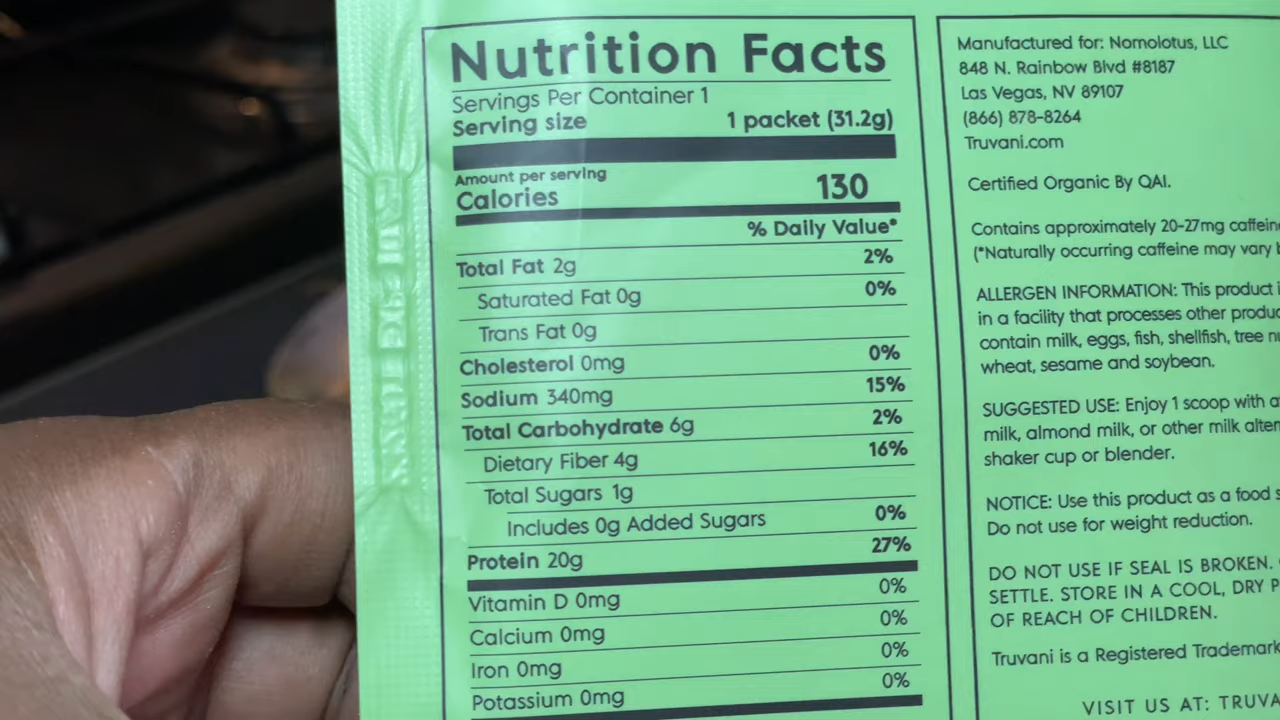 Nutrition Facts
Servings Per Container 1
Serving size 1 packet (31.2g)
Amount per serving
Calories 130
% Daily Value*
Total Fat 2g 2%
Saturated Fat 0g 0%
Trans Fat 0g
Cholesterol 0mg 0%
Sodium 340mg 15%
Total Carbohydrate 6g 2%
Dietary Fiber 4g 16%
Total Sugars 1g
Includes 0g Added Sugars 0%
Protein 20g 27%
Vitamin D 0mg 0%
Calcium 0mg 0%
Iron 0mg 0%
Potassium 0mg 0%
Manufactured for: Nomolotus, LLC
848 N. Rainbow Blvd #8187
Las Vegas, NV 89107
(866) 878-8264
Truvani.com
Certified Organic By QAI.
Contains approximately 20-27mg caffein
(*Naturally occurring caffeine may vary
ALLERGEN INFORMATION: This product
in a facility that processes other produ
contain milk, eggs, fish, shellfish, tree
wheat, sesame and soybean.
SUGGESTED USE: Enjoy 1 scoop with
milk, almond milk, or other milk alter
shaker cup or blender.
NOTICE: Use this product as a food
Do not use for weight reduction.
DO NOT USE IF SEAL IS BROKEN.
SETTLE. STORE IN A COOL, DRY
OF REACH OF CHILDREN.
Truvani is a Registered Trademark
VISIT US AT: TRUVA